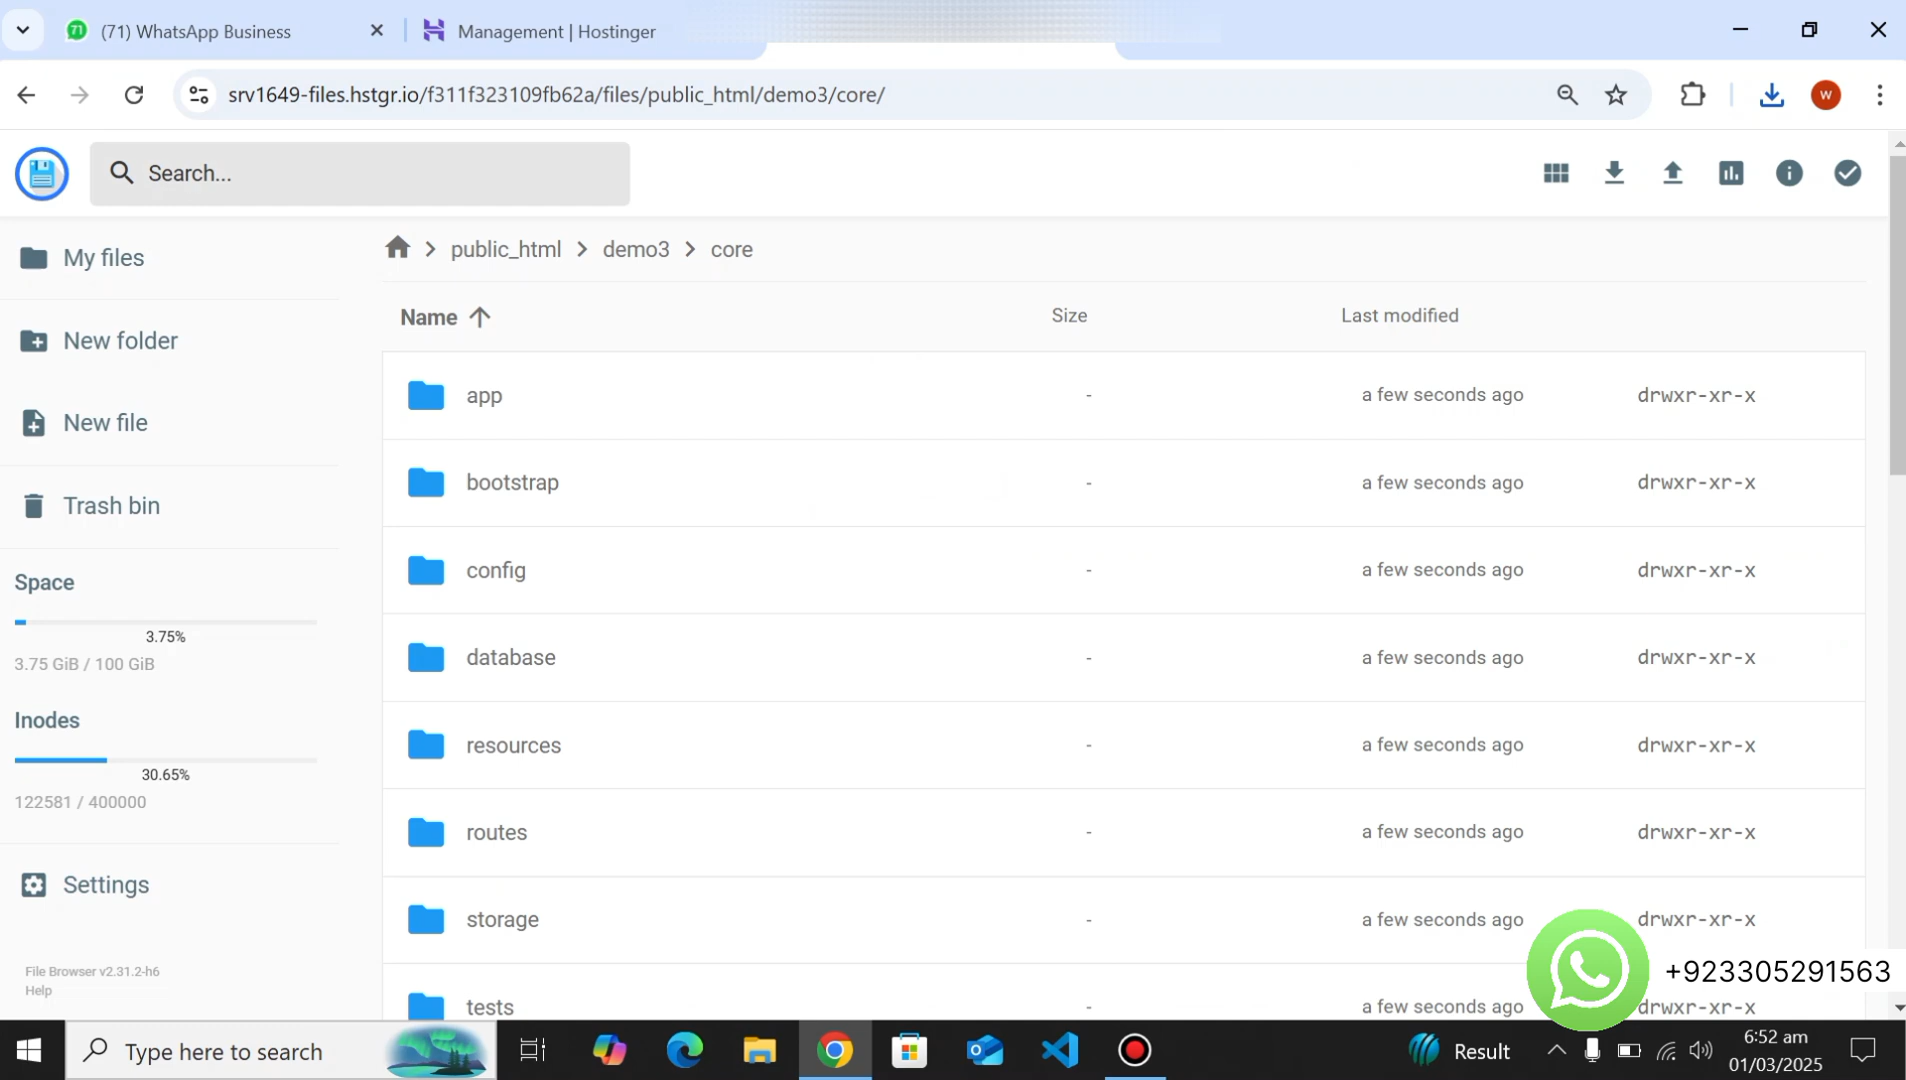 71 (71) WhatsApp Business
Management | Hostinger
srv1649-files.hstgr.io/f311f323109fb62a/files/public_html/demo3/core/
W
Search...
My files
New folder
New file
Trash bin
Space
3.75%
3.75 GiB / 100 GiB
Inodes
30.65%
122581 / 400000
Settings
File Browser v2.31.2-h6
Help
public_html > demo3 > core
Name Size Last modified
app - a few seconds ago drwxr-xr-x
bootstrap - a few seconds ago drwxr-xr-x
config - a few seconds ago drwxr-xr-x
database - a few seconds ago drwxr-xr-x
resources - a few seconds ago drwxr-xr-x
routes - a few seconds ago drwxr-xr-x
storage - a few seconds ago drwxr-xr-x
tests - a few seconds ago drwxr-xr-x
+923305291563
Type here to search
Result
6:52 am
01/03/2025